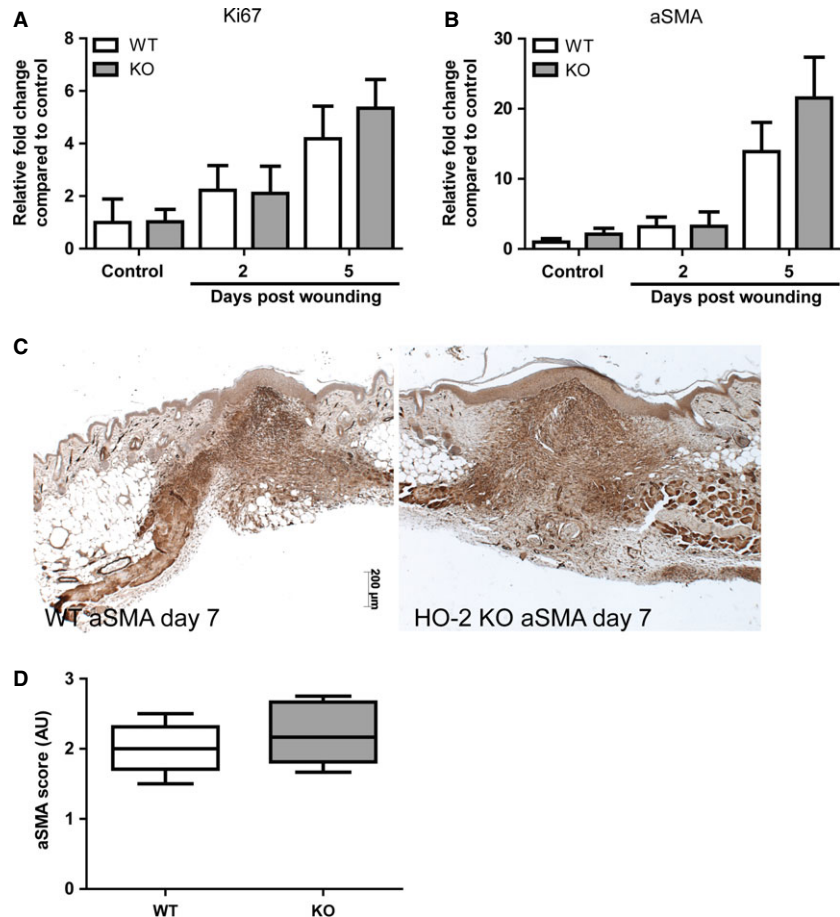 A
Ki67
WT
KO
Relative fold change
compared to control
8
6
4
2
0
Control
2
5
Days post wounding
B
aSMA
WT
KO
Relative fold change
compared to control
30
20
10
0
Control
2
5
Days post wounding
C
WT aSMA day 7
200 µm
HO-2 KO aSMA day 7
D
aSMA score (AU)
3
2
1
0
WT
KO